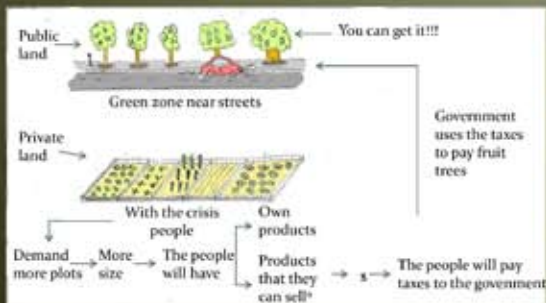 Public
land
You can get it!!!
Green zone near streets
Government
uses the taxes
to pay fruit
trees
Private
land
With the crisis
people
Own
products
Demand
more plots
More
size
The people
will have
Products
that they
can sell*
$
The people will pay
taxes to the govenment